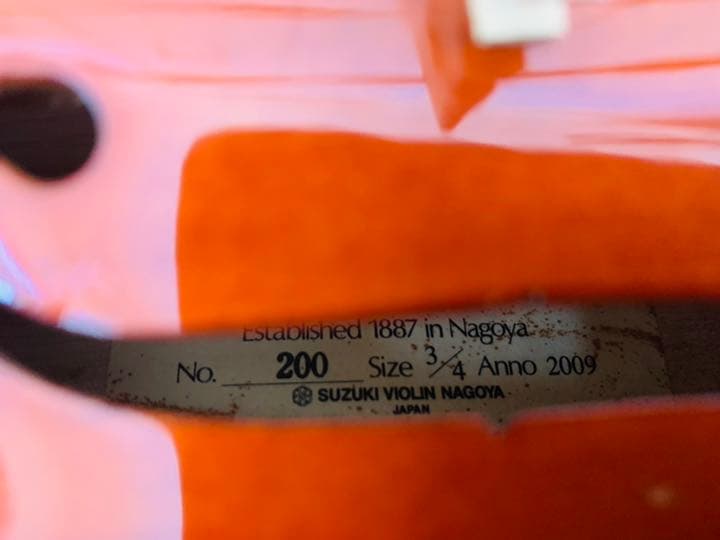 Established 1887 in Nagoya
No. 200 Size 3/4 Anno 2009
SUZUKI VIOLIN NAGOYA
JAPAN